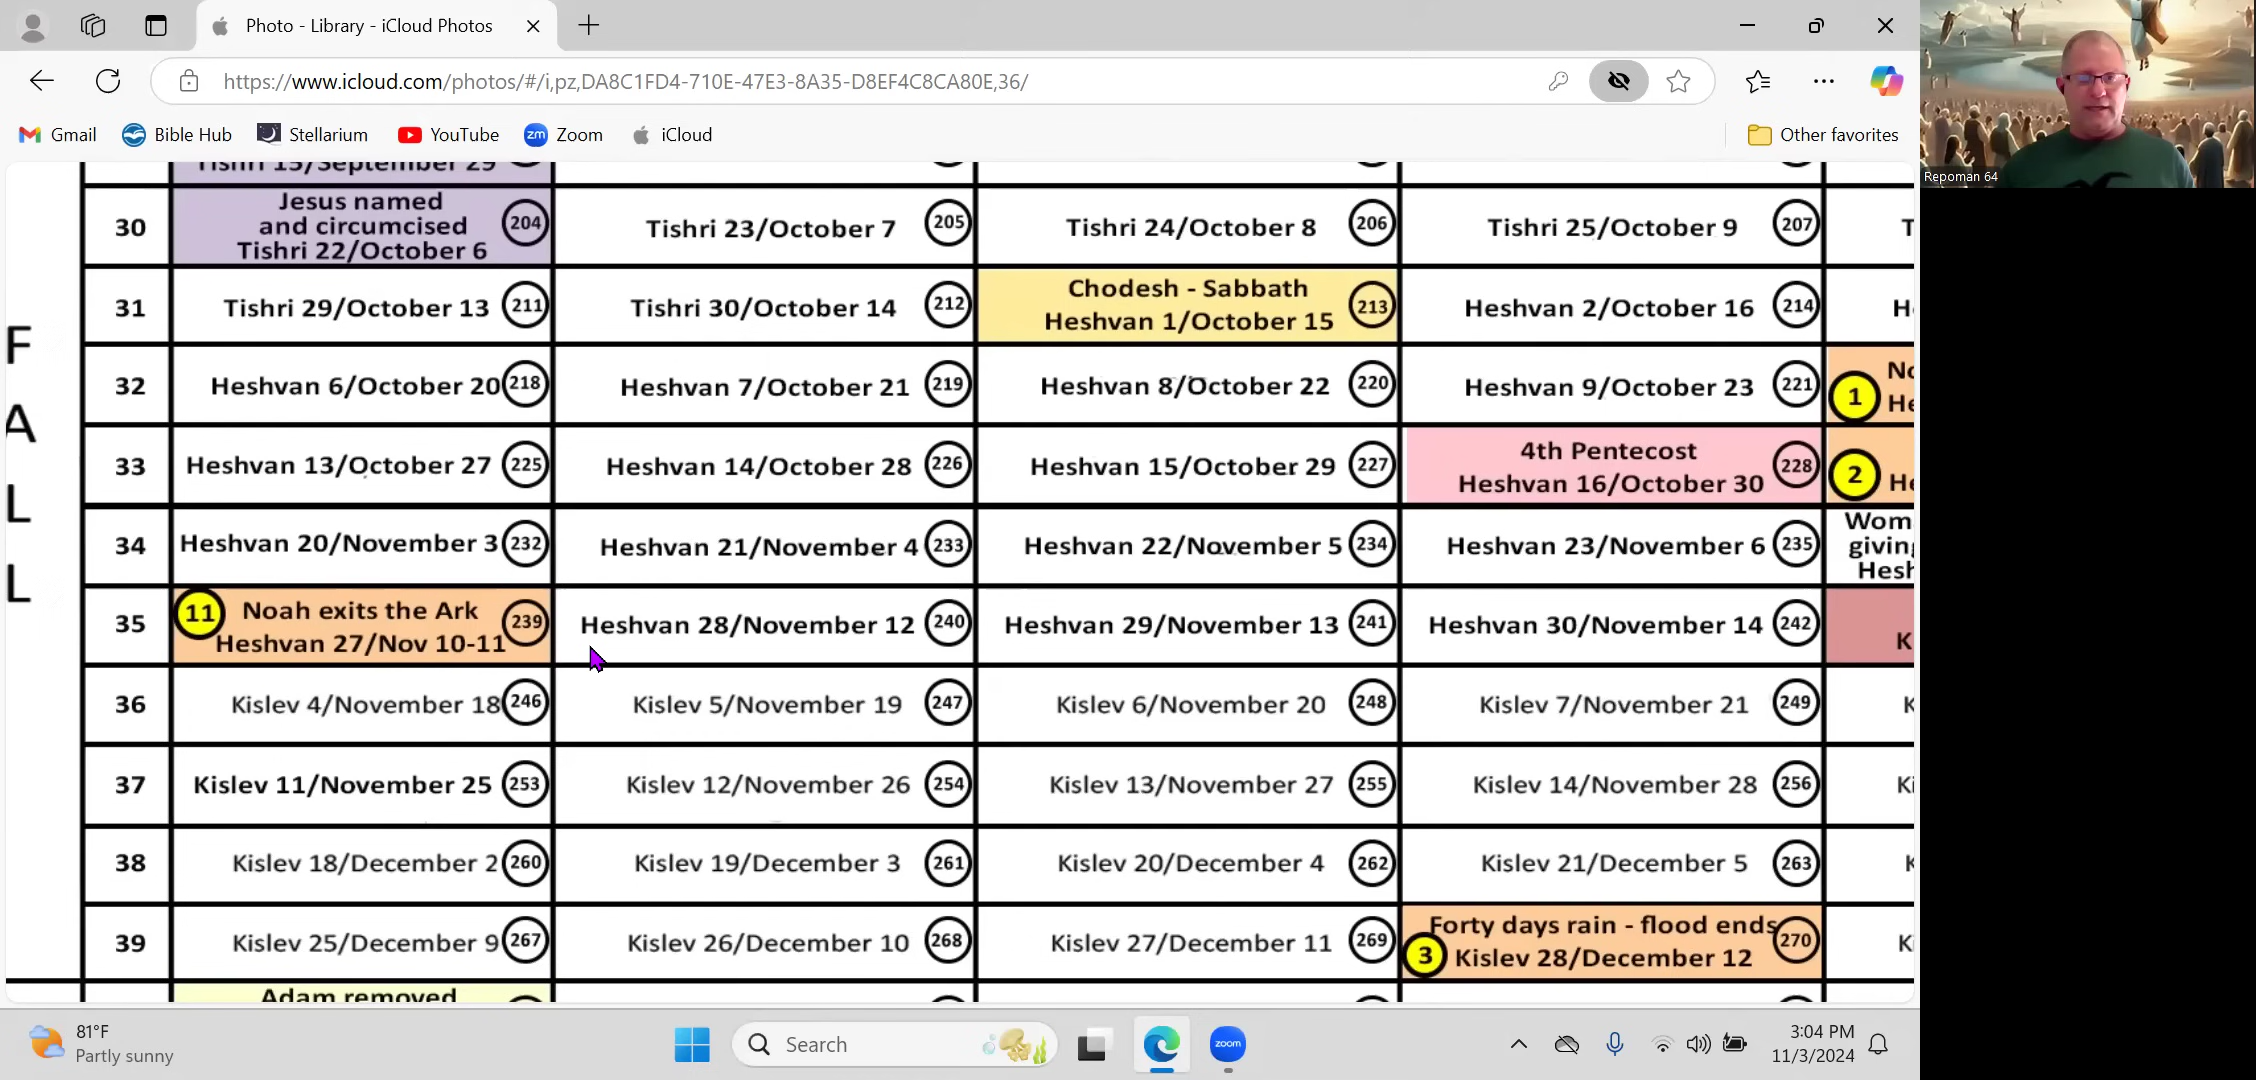 Photo - Library - iCloud Photos
https://www.icloud.com/photos/#/i,pz,DA8C1FD4-710E-47E3-8A35-D8EF4C8CA80E,36/
Gmail
Bible Hub
Stellarium
YouTube
zm Zoom
iCloud
Other favorites
Repoman 64
Tishri 15/September 29
30
Jesus named
and circumcised
Tishri 22/October 6
204
Tishri 23/October 7
205
Tishri 24/October 8
206
Tishri 25/October 9
207
T
31
Tishri 29/October 13
211
Tishri 30/October 14
212
Chodesh - Sabbath
Heshvan 1/October 15
213
Heshvan 2/October 16
214
H
32
Heshvan 6/October 20
218
Heshvan 7/October 21
219
Heshvan 8/October 22
220
Heshvan 9/October 23
221
1
No
He
33
Heshvan 13/October 27
225
Heshvan 14/October 28
226
Heshvan 15/October 29
227
4th Pentecost
Heshvan 16/October 30
228
2
He
34
Heshvan 20/November 3
232
Heshvan 21/November 4
233
Heshvan 22/November 5
234
Heshvan 23/November 6
235
Wom
giving
Hesh
35
11
Noah exits the Ark
Heshvan 27/Nov 10-11
239
Heshvan 28/November 12
240
Heshvan 29/November 13
241
Heshvan 30/November 14
242
K
36
Kislev 4/November 18
246
Kislev 5/November 19
247
Kislev 6/November 20
248
Kislev 7/November 21
249
K
37
Kislev 11/November 25
253
Kislev 12/November 26
254
Kislev 13/November 27
255
Kislev 14/November 28
256
Ki
38
Kislev 18/December 2
260
Kislev 19/December 3
261
Kislev 20/December 4
262
Kislev 21/December 5
263
K
39
Kislev 25/December 9
267
Kislev 26/December 10
268
Kislev 27/December 11
269
Forty days rain - flood ends
3
Kislev 28/December 12
270
Ki
Adam removed
F
A
L
L
81°F
Partly sunny
Search
zoom
3:04 PM
11/3/2024